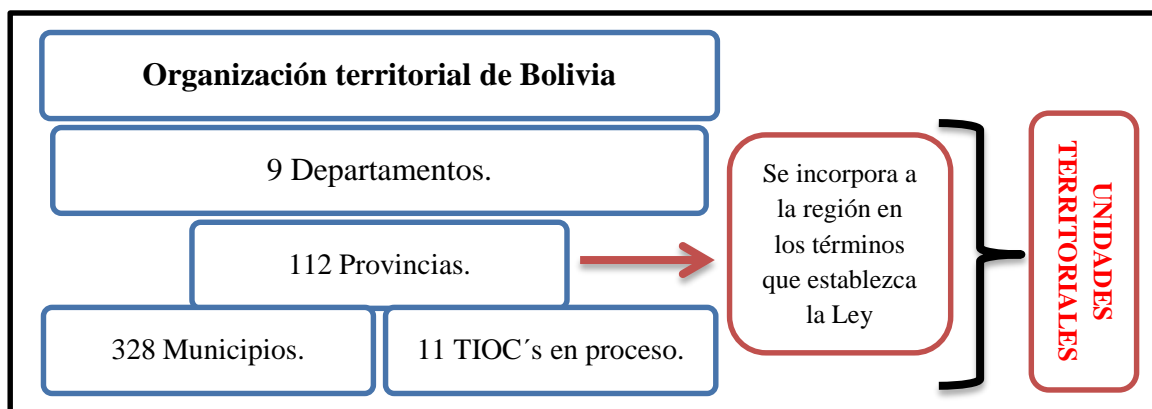 Organización territorial de Bolivia
9 Departamentos.
112 Provincias.
328 Municipios.
11 TIOC´s en proceso.
Se incorpora a
la región en
los términos
que establezca
la Ley
UNIDADES
TERRITORIALES